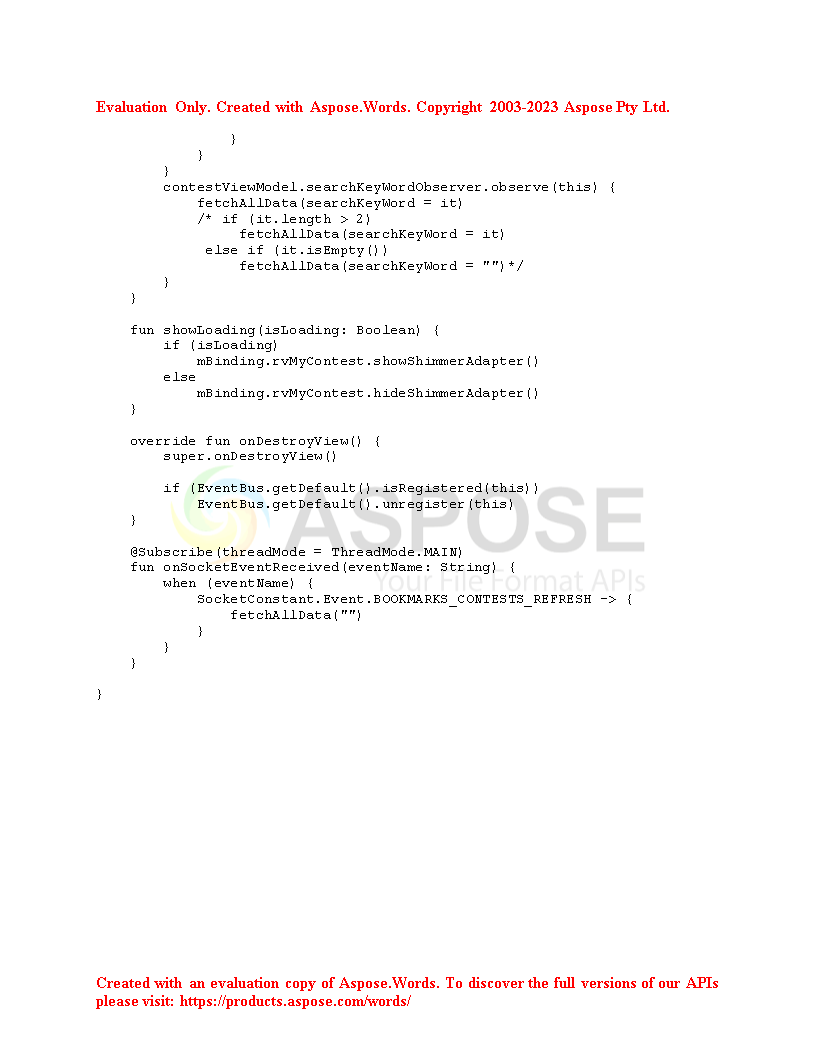 Evaluation Only. Created with Aspose.Words. Copyright 2003-2023 Aspose Pty Ltd.
                }
            }
        }
        contestViewModel.searchKeyWordObserver.observe(this) {
            fetchAllData(searchKeyWord = it)
            /* if (it.length > 2)
                 fetchAllData(searchKeyWord = it)
             else if (it.isEmpty())
                 fetchAllData(searchKeyWord = "")*/
        }
    }

    fun showLoading(isLoading: Boolean) {
        if (isLoading)
            mBinding.rvMyContest.showShimmerAdapter()
        else
            mBinding.rvMyContest.hideShimmerAdapter()
    }

    override fun onDestroyView() {
        super.onDestroyView()

        if (EventBus.getDefault().isRegistered(this))
            EventBus.getDefault().unregister(this)
    }
ASPOSE

    @Subscribe(threadMode = ThreadMode.MAIN)
    fun onSocketEventReceived(eventName: String) {
        when (eventName) {
Your File Format APIs
            SocketConstant.Event.BOOKMARKS_CONTESTS_REFRESH -> {
                fetchAllData("")
            }
        }
    }

}
Created with an evaluation copy of Aspose.Words. To discover the full versions of our APIs
please visit: https://products.aspose.com/words/